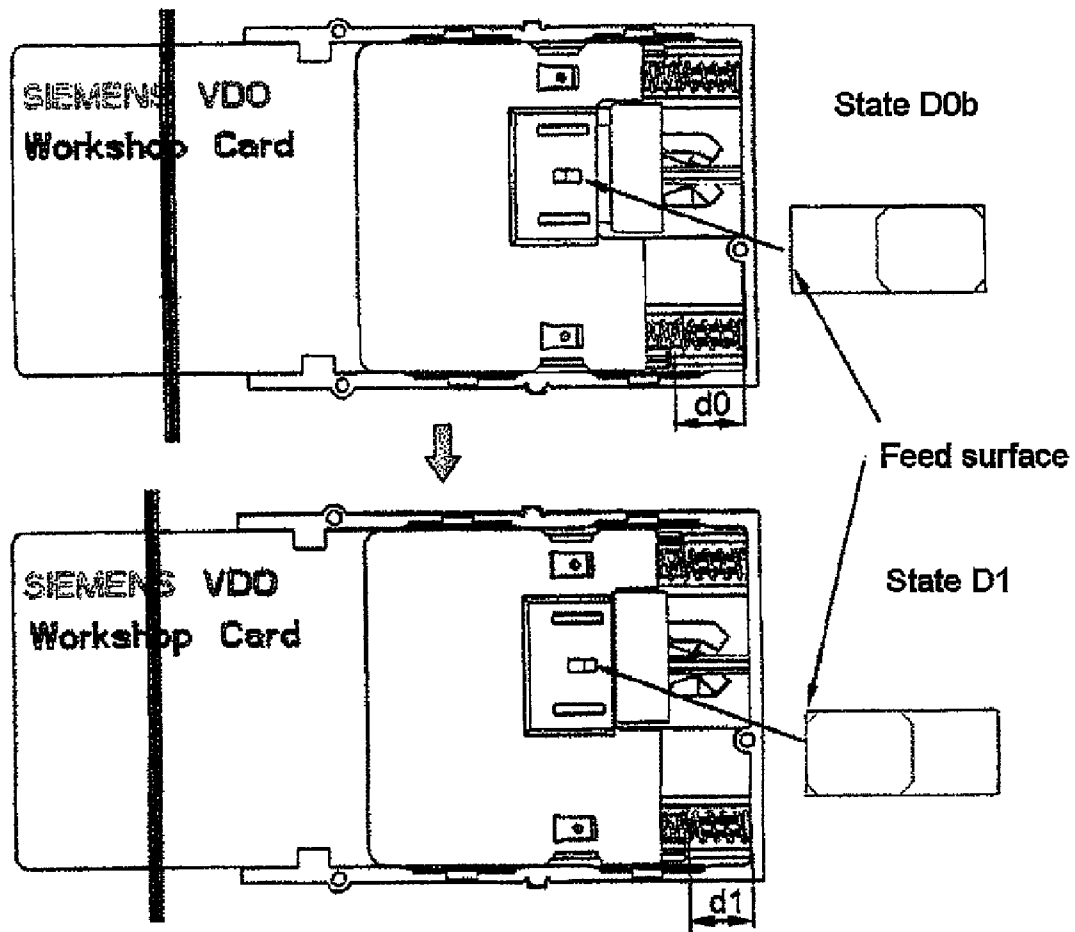 SIEMENS VDO
Workshop Card
State D0b
d0
Feed surface
SIEMENS VDO
Workshop Card
State D1
d1